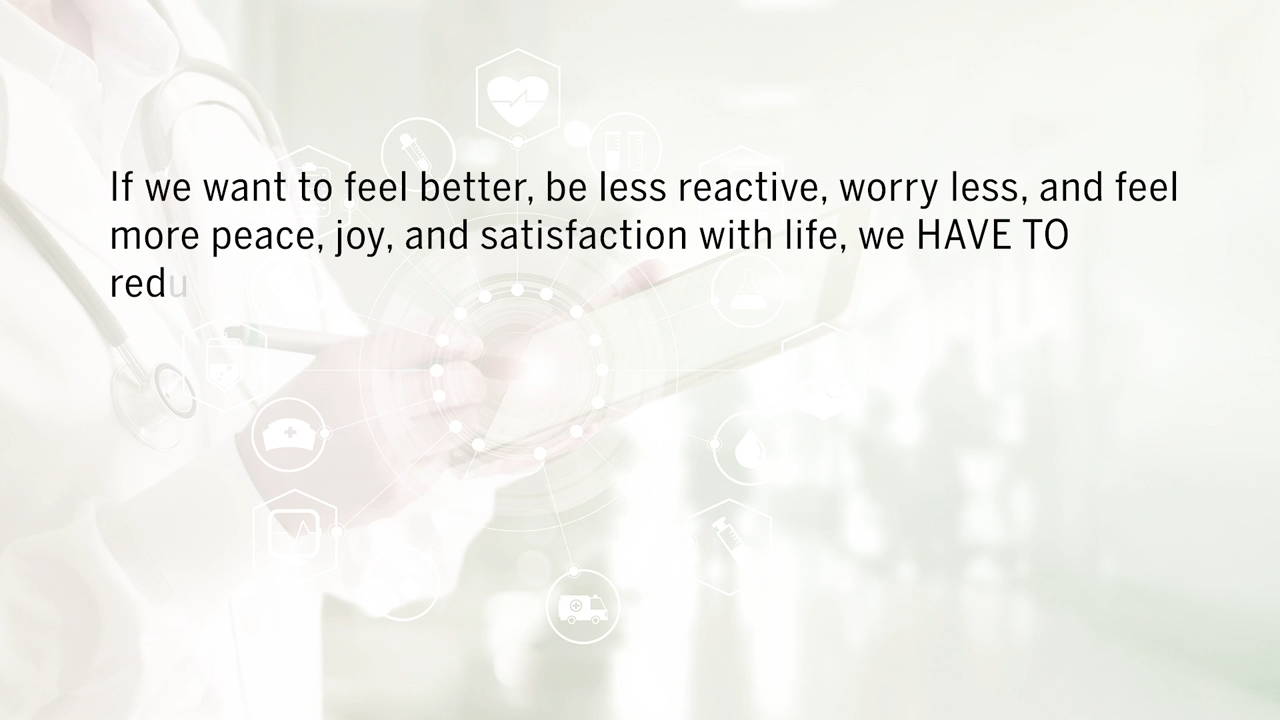 If we want to feel better, be less reactive, worry less, and feel
more peace, joy, and satisfaction with life, we HAVE TO
redu